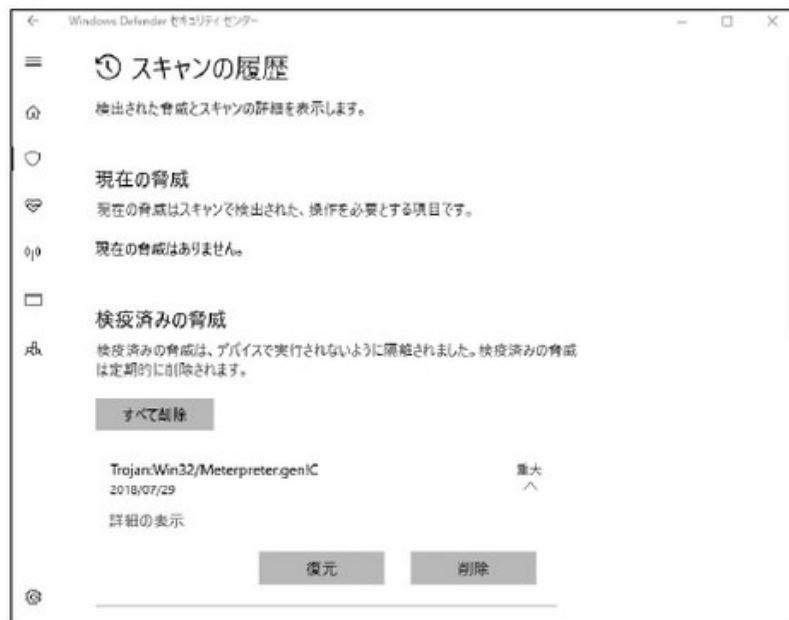 Windows Defender セキュリティ センター
スキャンの履歴
検出された脅威とスキャンの詳細を表示します。
現在の脅威
現在の脅威はスキャンで検出された、操作を必要とする項目です。
現在の脅威はありません。
検疫済みの脅威
検疫済みの脅威は、デバイスで実行されないように隔離されました。検疫済みの脅威
は定期的に削除されます。
すべて削除
Trojan:Win32/Meterpreter.gen!C 重大
2018/07/29
詳細の表示
復元 削除